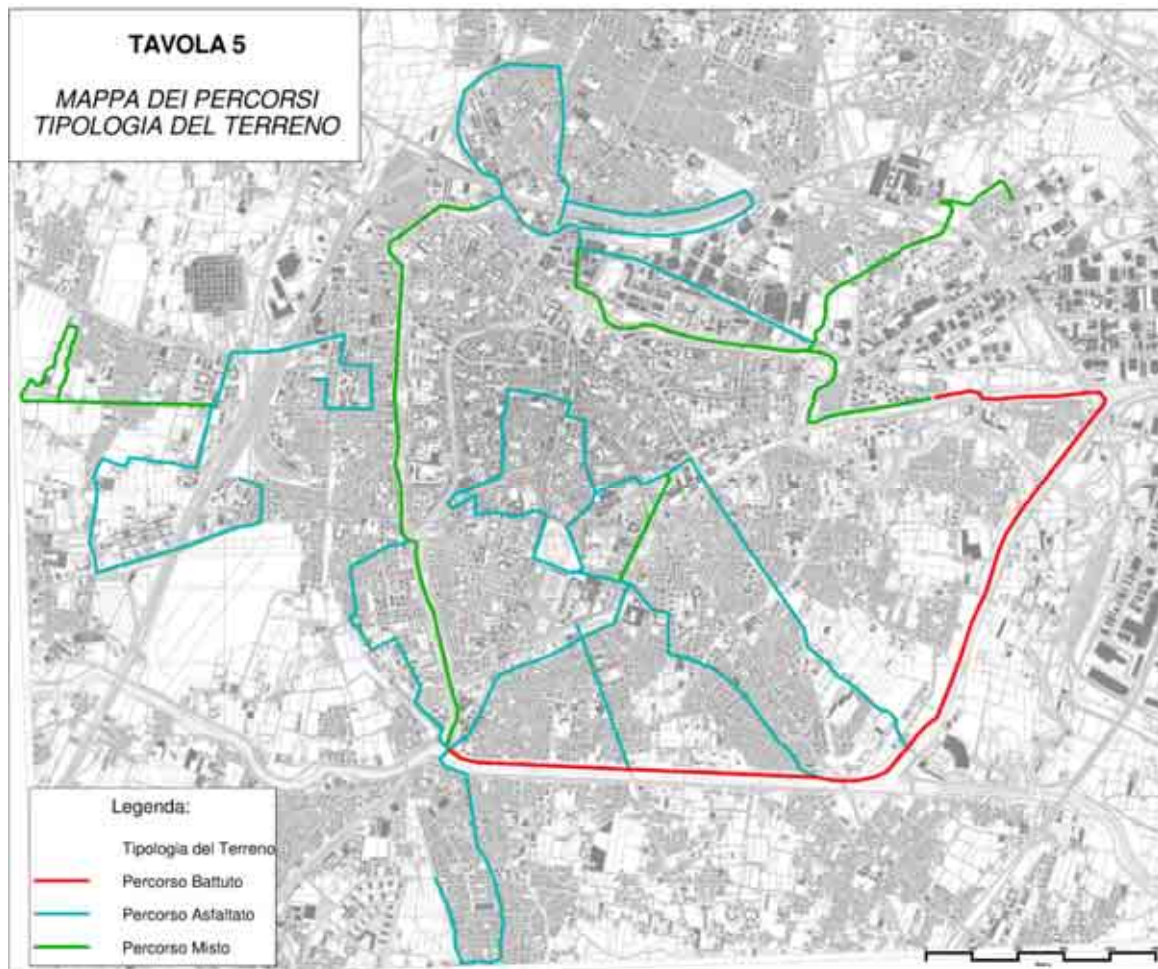 TAVOLA 5
MAPPA DEI PERCORSI
TIPOLOGIA DEL TERRENO
Legenda:
Tipologia del Terreno
Percorso Battuto
Percorso Asfaltato
Percorso Misto